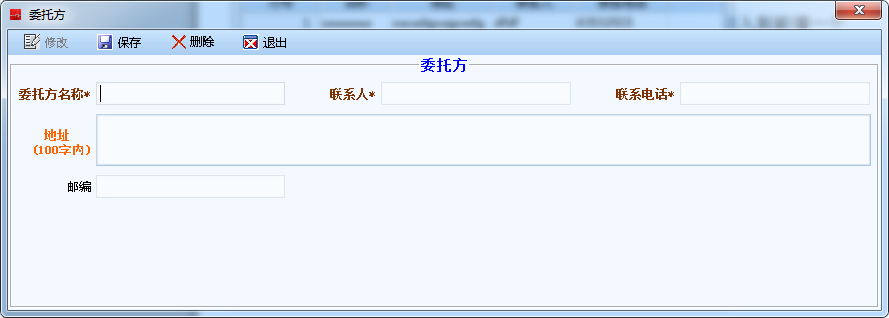 委托方
修改 保存 删除 退出
委托方
委托方名称* 联系人* 联系电话*
地址
(100字内)
邮编